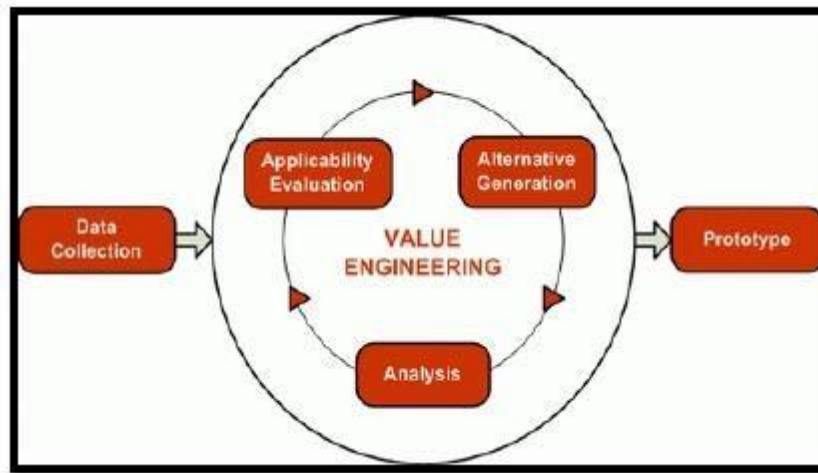 Applicability
Evaluation
Alternative
Generation
Data
Collection
VALUE
ENGINEERING
Prototype
Analysis